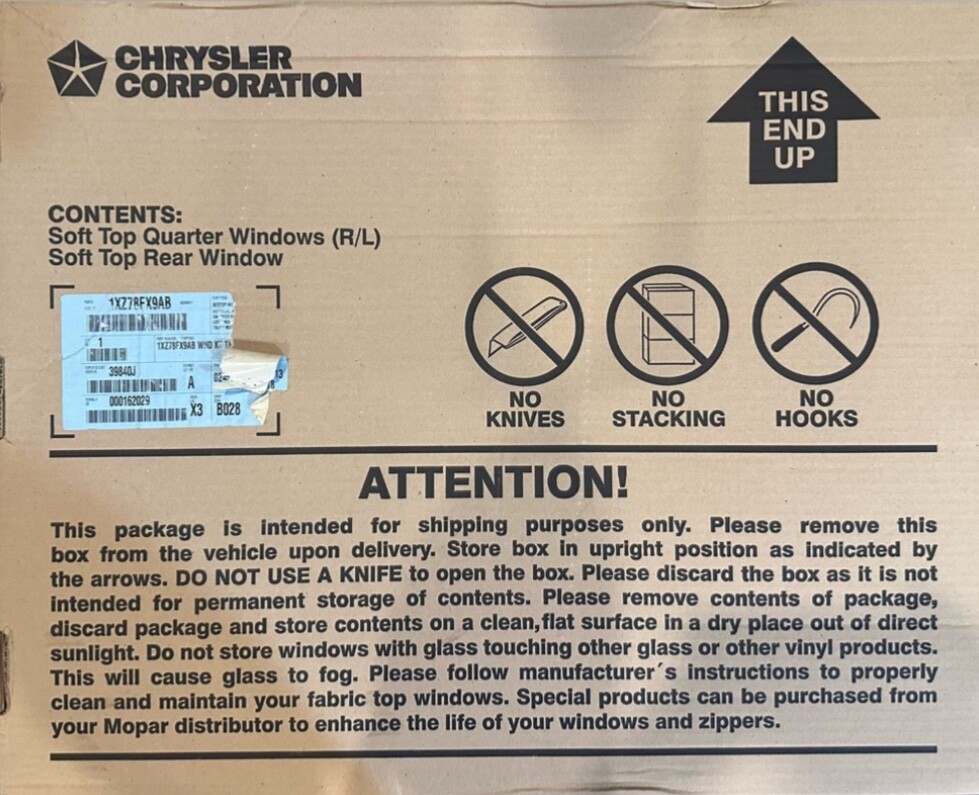 CHRYSLER
CORPORATION
THIS
END
UP
CONTENTS:
Soft Top Quarter Windows (R/L)
Soft Top Rear Window
1XZ78FX9AB
1
1XZ78FX9AB WHD
39840J
A
13
000162029
X3 B028
NO
KNIVES
NO
STACKING
NO
HOOKS
ATTENTION!
This package is intended for shipping purposes only. Please remove this
box from the vehicle upon delivery. Store box in upright position as indicated by
the arrows. DO NOT USE A KNIFE to open the box. Please discard the box as it is not
intended for permanent storage of contents. Please remove contents of package,
discard package and store contents on a clean,flat surface in a dry place out of direct
sunlight. Do not store windows with glass touching other glass or other vinyl products.
This will cause glass to fog. Please follow manufacturer´s instructions to properly
clean and maintain your fabric top windows. Special products can be purchased from
your Mopar distributor to enhance the life of your windows and zippers.